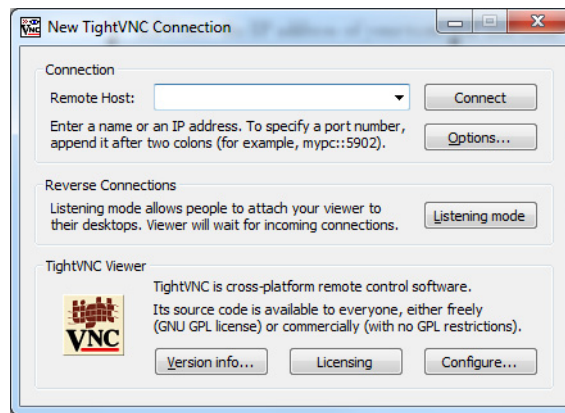 New TightVNC Connection
Connection
Remote Host:
Connect
Enter a name or an IP address. To specify a port number,
append it after two colons (for example, mypc::5902).
Options...
Reverse Connections
Listening mode allows people to attach your viewer to
their desktops. Viewer will wait for incoming connections.
Listening mode
TightVNC Viewer
TightVNC is cross-platform remote control software.
Its source code is available to everyone, either freely
(GNU GPL license) or commercially (with no GPL restrictions).
tight
VNC
Version info...
Licensing
Configure...